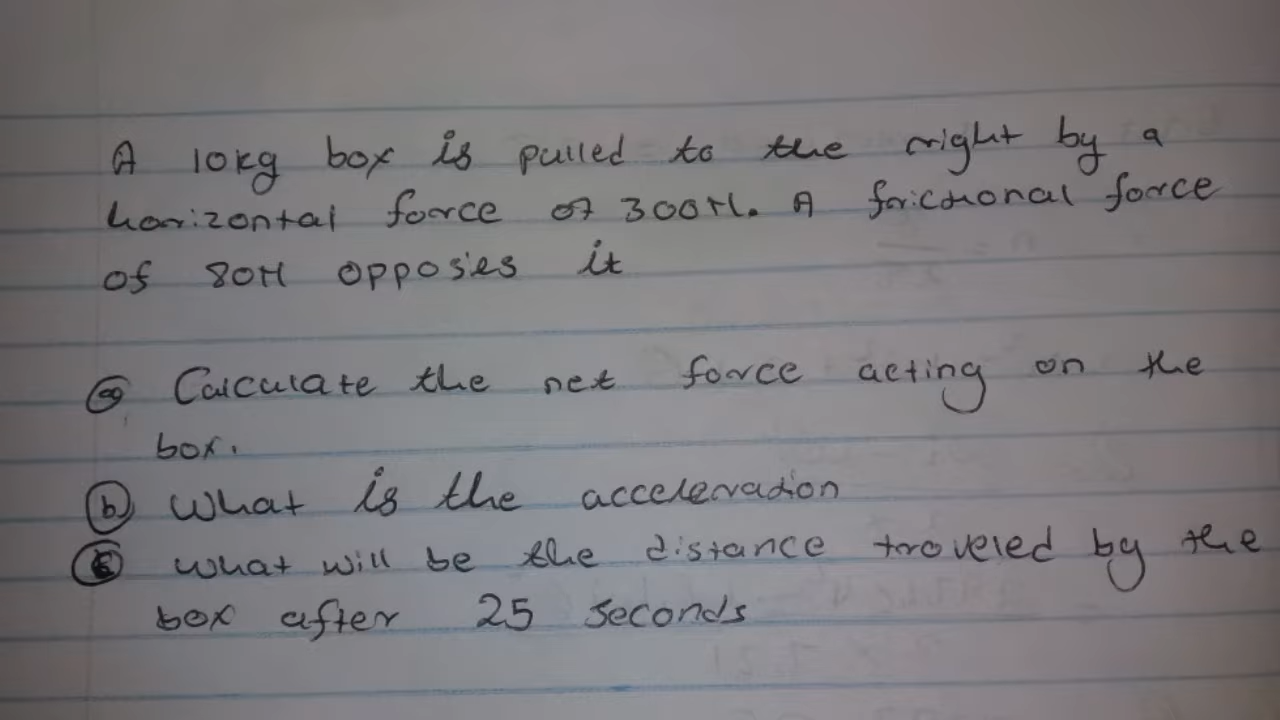 A 10kg box is pulled to the right by a
horizontal force of 300N. A frictional force
of 80N opposes it
(a) Calculate the net force acting on the
box.
(b) What is the acceleration
(c) What will be the distance traveled by the
box after 25 seconds